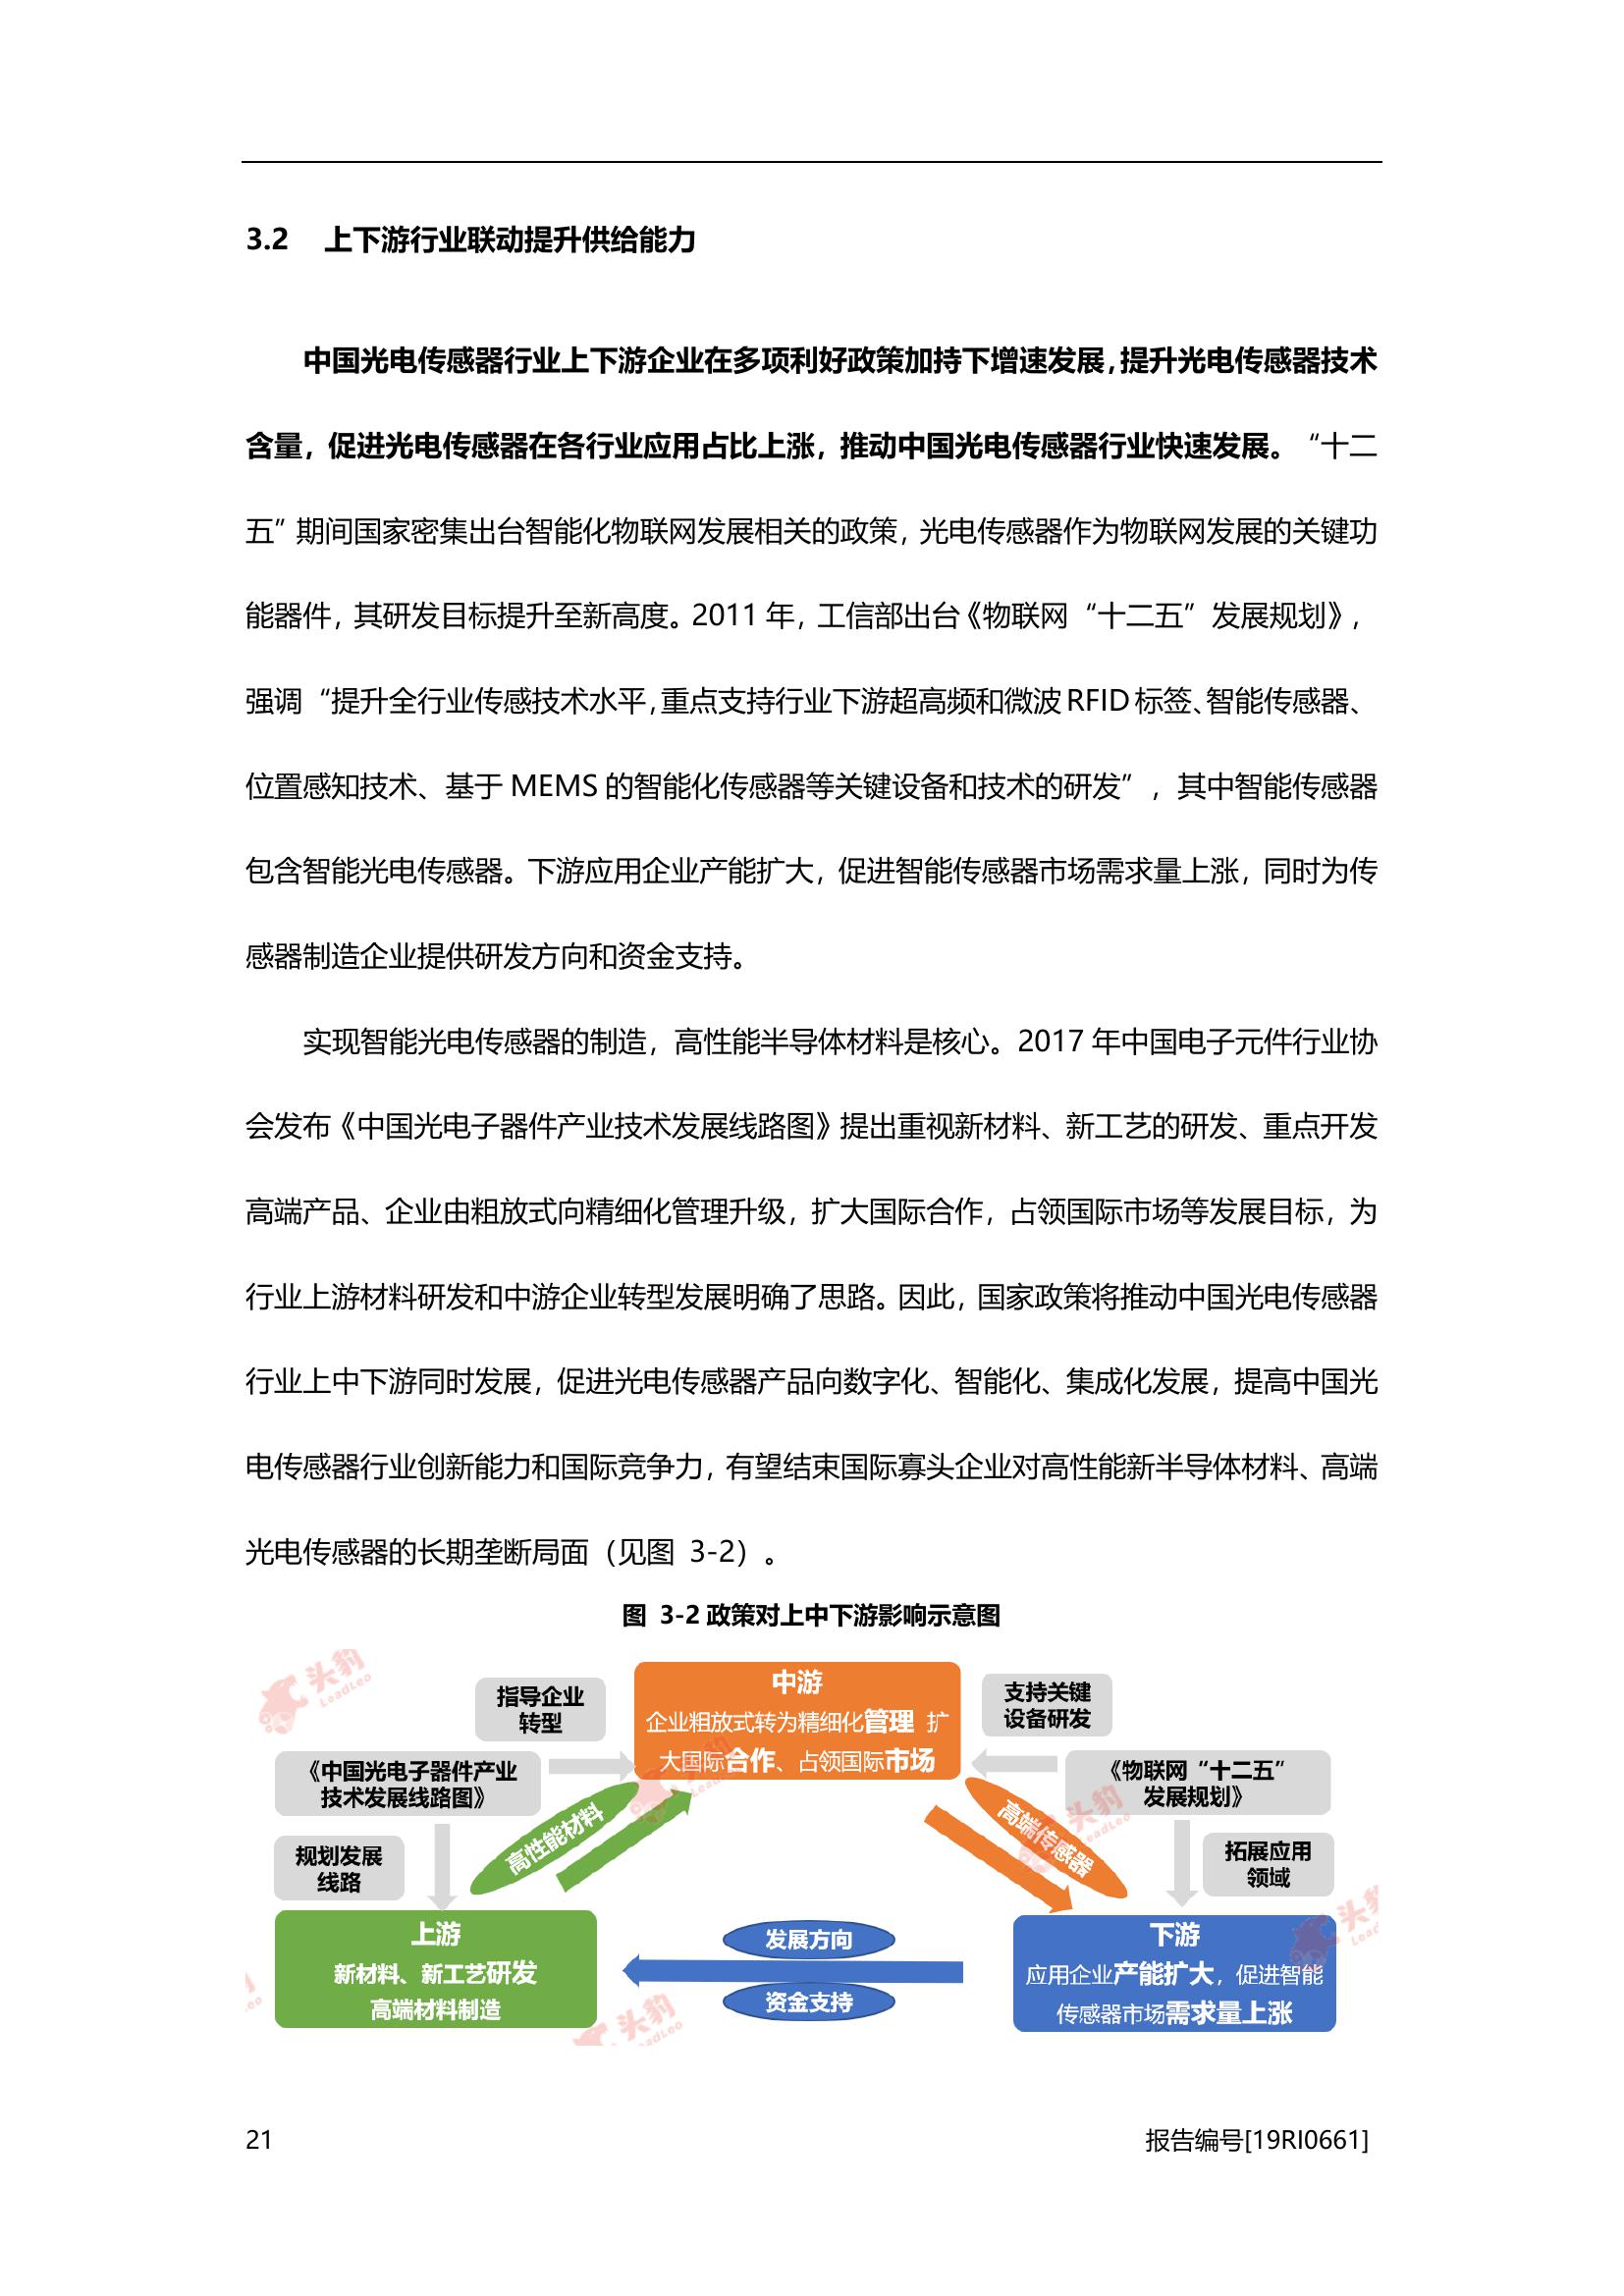 3.2 上下游行业联动提升供给能力
中国光电传感器行业上下游企业在多项利好政策加持下增速发展，提升光电传感器技术
含量，促进光电传感器在各行业应用占比上涨，推动中国光电传感器行业快速发展。“十二
五”期间国家密集出台智能化物联网发展相关的政策，光电传感器作为物联网发展的关键功
能器件，其研发目标提升至新高度。2011 年，工信部出台《物联网“十二五”发展规划》，
强调“提升全行业传感技术水平，重点支持行业下游超高频和微波 RFID 标签、智能传感器、
位置感知技术、基于 MEMS 的智能化传感器等关键设备和技术的研发”，其中智能传感器
包含智能光电传感器。下游应用企业产能扩大，促进智能传感器市场需求量上涨，同时为传
感器制造企业提供研发方向和资金支持。
实现智能光电传感器的制造，高性能半导体材料是核心。2017 年中国电子元件行业协
会发布《中国光电子器件产业技术发展线路图》提出重视新材料、新工艺的研发、重点开发
高端产品、企业由粗放式向精细化管理升级，扩大国际合作，占领国际市场等发展目标，为
行业上游材料研发和中游企业转型发展明确了思路。因此，国家政策将推动中国光电传感器
行业上中下游同时发展，促进光电传感器产品向数字化、智能化、集成化发展，提高中国光
电传感器行业创新能力和国际竞争力，有望结束国际寡头企业对高性能新半导体材料、高端
光电传感器的长期垄断局面（见图 3-2）。
图 3-2 政策对上中下游影响示意图
头豹
LeadLeo
指导企业
转型
中游
企业粗放式转为精细化管理 扩
大国际合作、占领国际市场
支持关键
设备研发
《中国光电子器件产业
技术发展线路图》
《物联网“十二五”
发展规划》
高性能材料
高端传感器
头豹
LeadLeo
规划发展
线路
拓展应用
领域
上游
新材料、新工艺研发
高端材料制造
发展方向
资金支持
下游
应用企业产能扩大，促进智能
传感器市场需求量上涨
头豹
LeadLeo
21
报告编号[19RI0661]